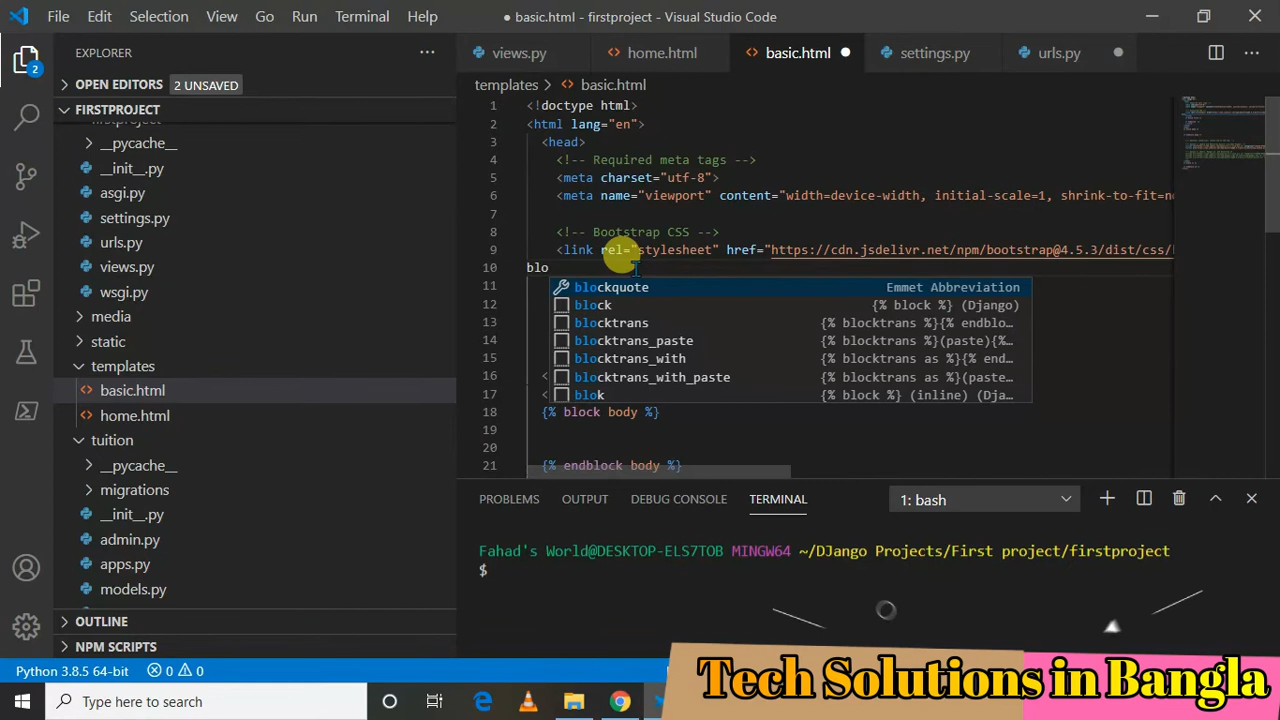 File Edit Selection View Go Run Terminal Help
● basic.html - firstproject - Visual Studio Code
EXPLORER
OPEN EDITORS 2 UNSAVED
FIRSTPROJECT
__pycache__
__init__.py
asgi.py
settings.py
urls.py
views.py
wsgi.py
media
static
templates
basic.html
home.html
tuition
__pycache__
migrations
__init__.py
admin.py
apps.py
models.py
OUTLINE
NPM SCRIPTS
2
views.py home.html basic.html settings.py urls.py
templates > basic.html
1 <!doctype html>
2 <html lang="en">
3 <head>
4 <!-- Required meta tags -->
5 <meta charset="utf-8">
6 <meta name="viewport" content="width=device-width, initial-scale=1, shrink-to-fit=no
7
8 <!-- Bootstrap CSS -->
9 <link rel="stylesheet" href="https://cdn.jsdelivr.net/npm/bootstrap@4.5.3/dist/css/
10 blo
11
12
13
14
15
16 <
17 <
18 {% block body %}
19
20
21 {% endblock body %}
blockquote Emmet Abbreviation
block {% block %} (Django)
blocktrans {% blocktrans %}{% endblo…
blocktrans_paste {% blocktrans %}(paste){%…
blocktrans_with {% blocktrans as %}{% end…
blocktrans_with_paste {% blocktrans as %}(paste…
blok {% block %} (inline) (Dja…
PROBLEMS OUTPUT DEBUG CONSOLE TERMINAL
1: bash
Fahad's World@DESKTOP-ELS7TOB MINGW64 ~/DJango Projects/First project/firstproject
$
Python 3.8.5 64-bit 0 0
Type here to search
Tech Solutions in Bangla